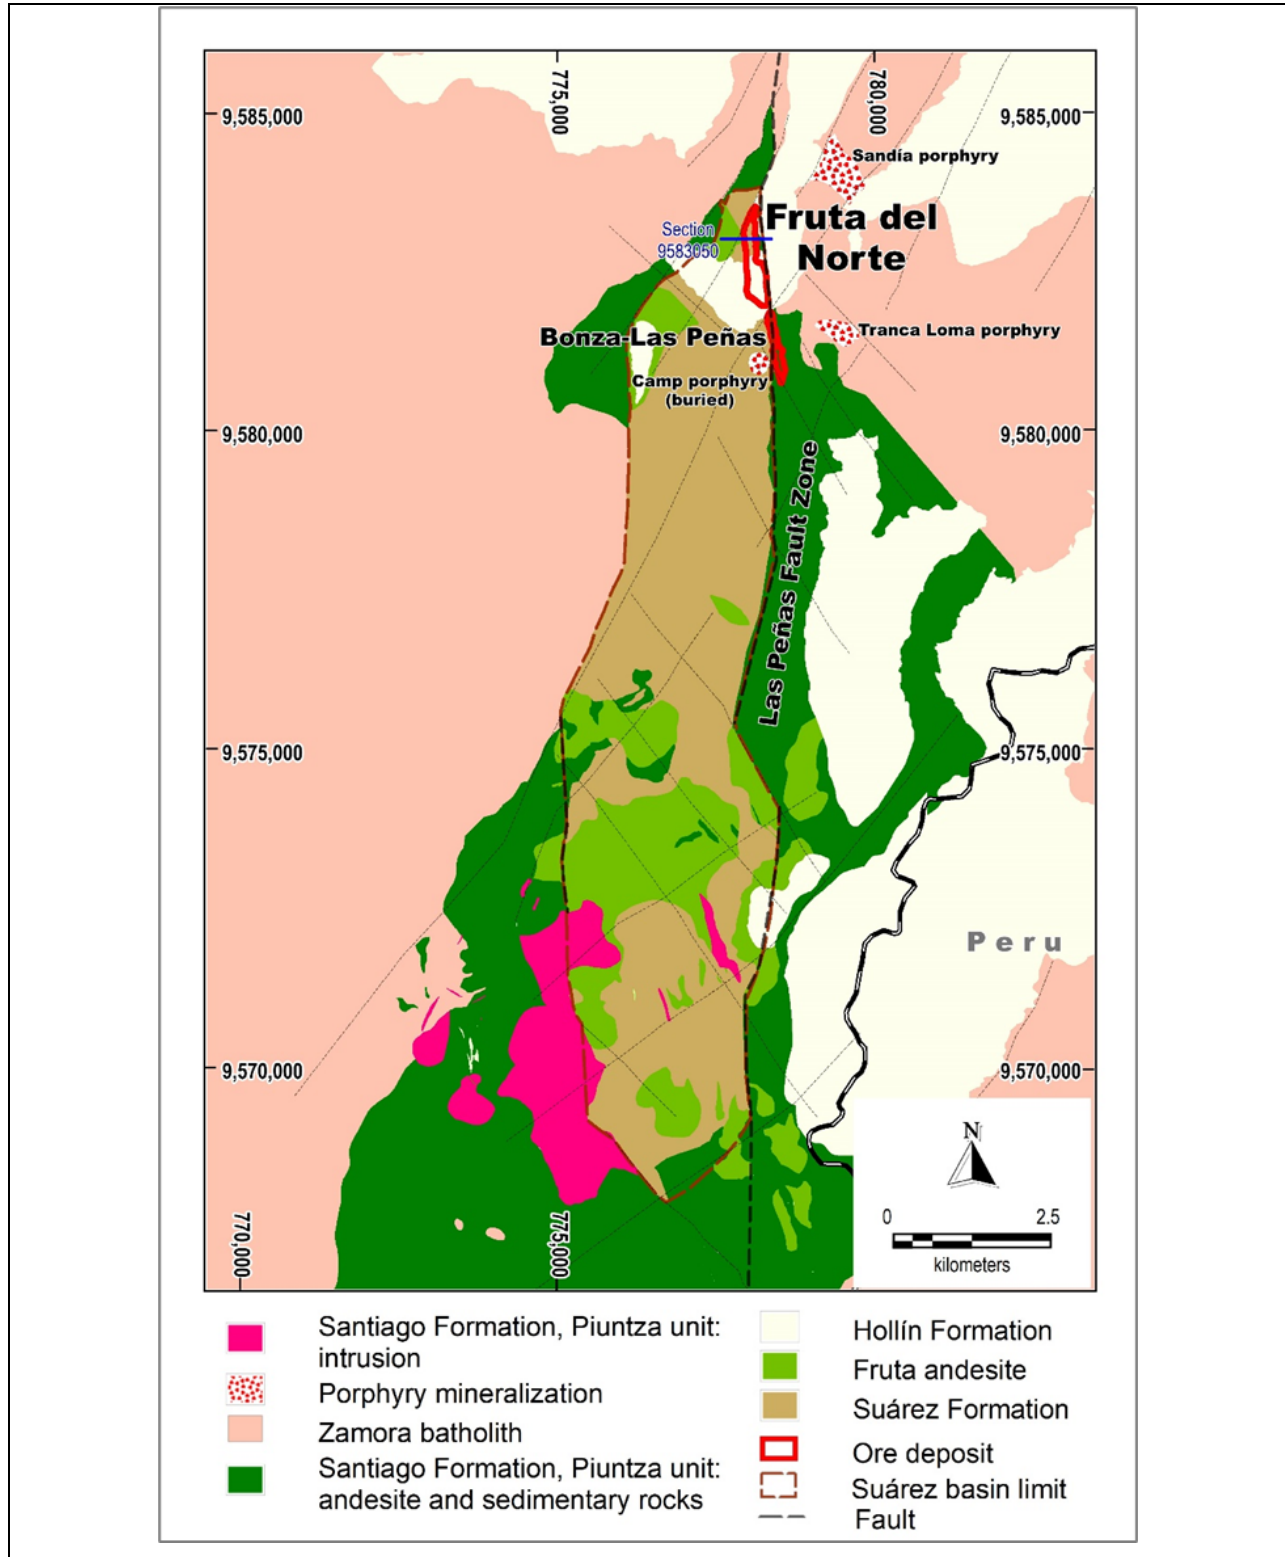 775,000
780,000
9,585,000
9,585,000
Sandía porphyry
Fruta del
Norte
Section
9583050
Bonza-Las Peñas
Tranca Loma porphyry
Camp porphyry
(buried)
9,580,000
9,580,000
Las Peñas Fault Zone
9,575,000
9,575,000
Peru
9,570,000
9,570,000
N
770,000
775,000
0
2.5
kilometers
Santiago Formation, Piuntza unit:
intrusion
Porphyry mineralization
Zamora batholith
Santiago Formation, Piuntza unit:
andesite and sedimentary rocks
Hollín Formation
Fruta andesite
Suárez Formation
Ore deposit
Suárez basin limit
Fault